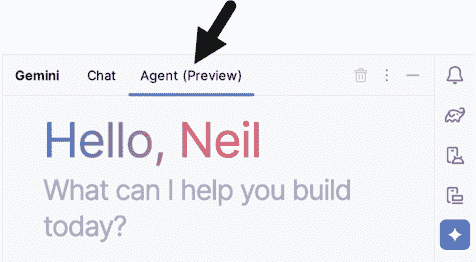 Gemini Chat Agent (Preview)
Hello, Neil
What can I help you build
today?